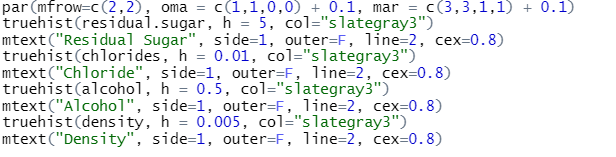 par(mfrow=c(2,2), oma = c(1,1,0,0) + 0.1, mar = c(3,3,1,1) + 0.1)
truehist(residual.sugar, h = 5, col="slategray3")
mtext("Residual Sugar", side=1, outer=F, line=2, cex=0.8)
truehist(chlorides, h = 0.01, col="slategray3")
mtext("Chloride", side=1, outer=F, line=2, cex=0.8)
truehist(alcohol, h = 0.5, col="slategray3")
mtext("Alcohol", side=1, outer=F, line=2, cex=0.8)
truehist(density, h = 0.005, col="slategray3")
mtext("Density", side=1, outer=F, line=2, cex=0.8)